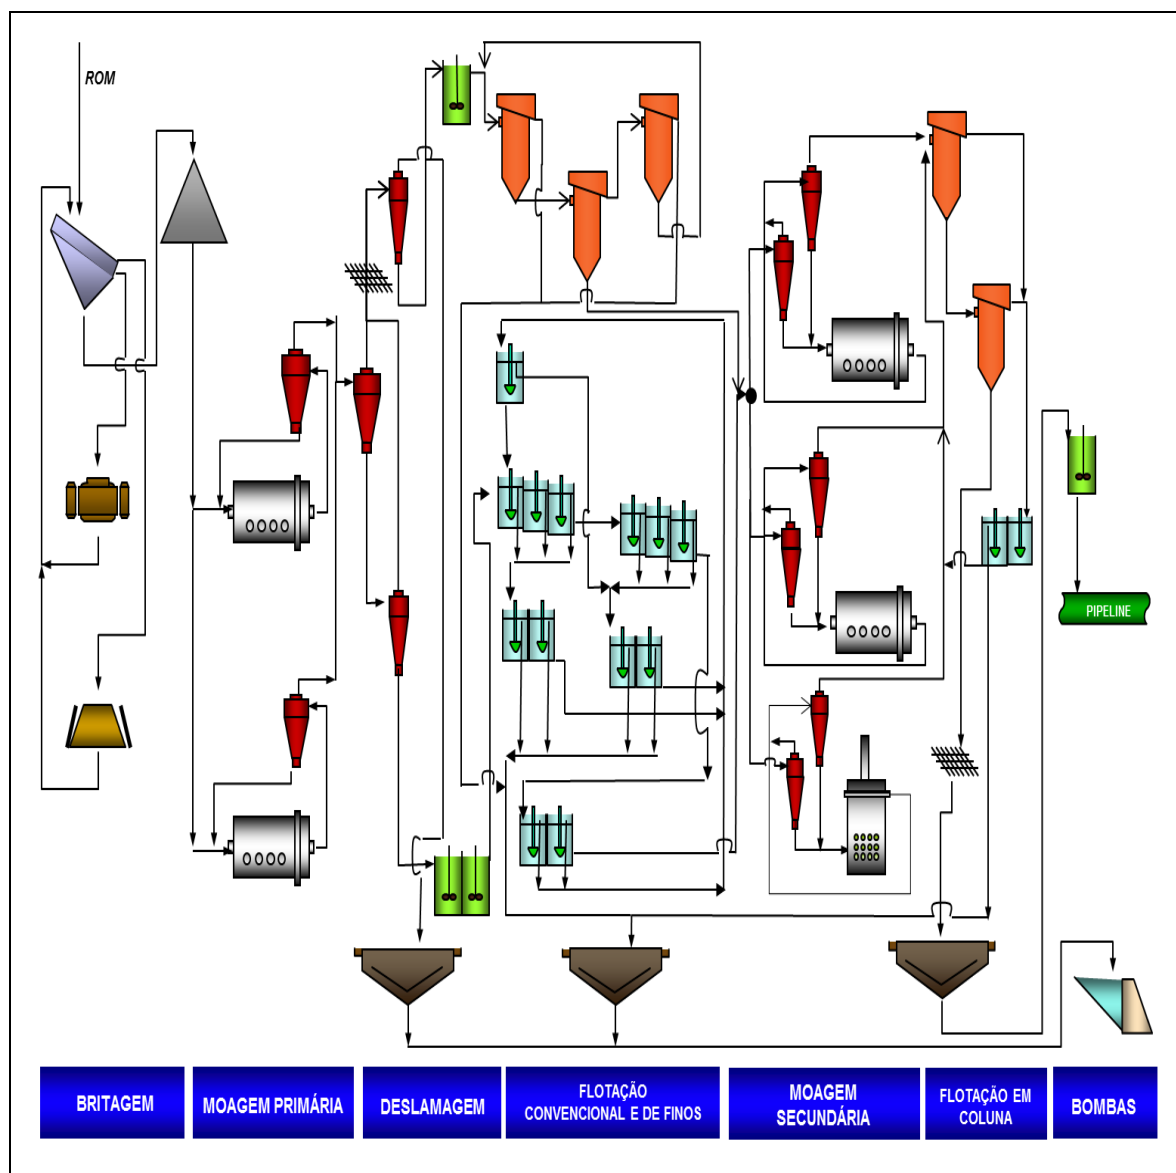 ROM
PIPELINE
BRITAGEM
MOAGEM PRIMÁRIA
DESLAMAGEM
FLOTAÇÃO
CONVENCIONAL E DE FINOS
MOAGEM
SECUNDÁRIA
FLOTAÇÃO EM
COLUNA
BOMBAS